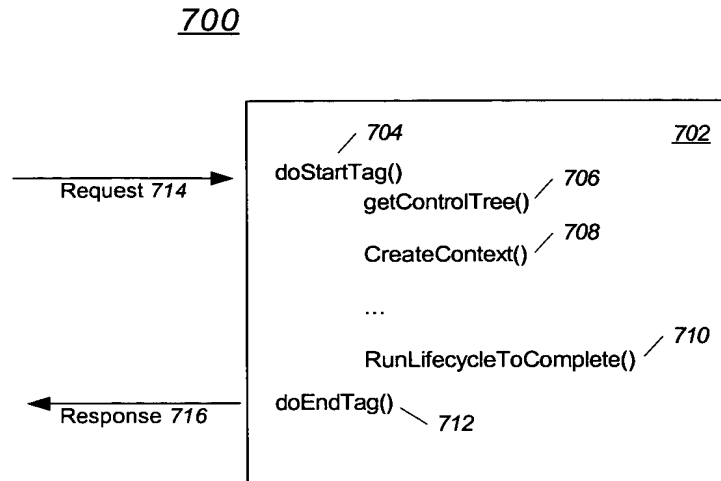 700
704
702
doStartTag()
Request 714
706
getControlTree()
708
CreateContext()
...
710
RunLifecycleToComplete()
doEndTag()
Response 716
712